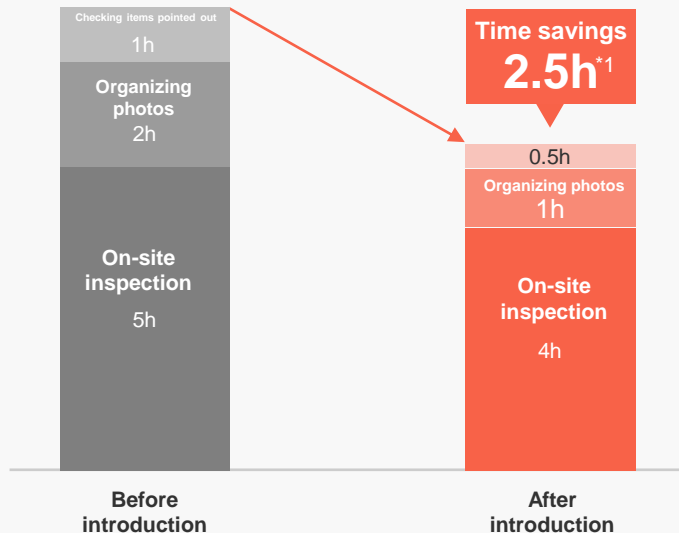 Checking items pointed out
1h
Organizing
photos
2h
On-site
inspection
5h
Time savings
2.5h*1
0.5h
Organizing photos
1h
On-site
inspection
4h
Before
introduction
After
introduction